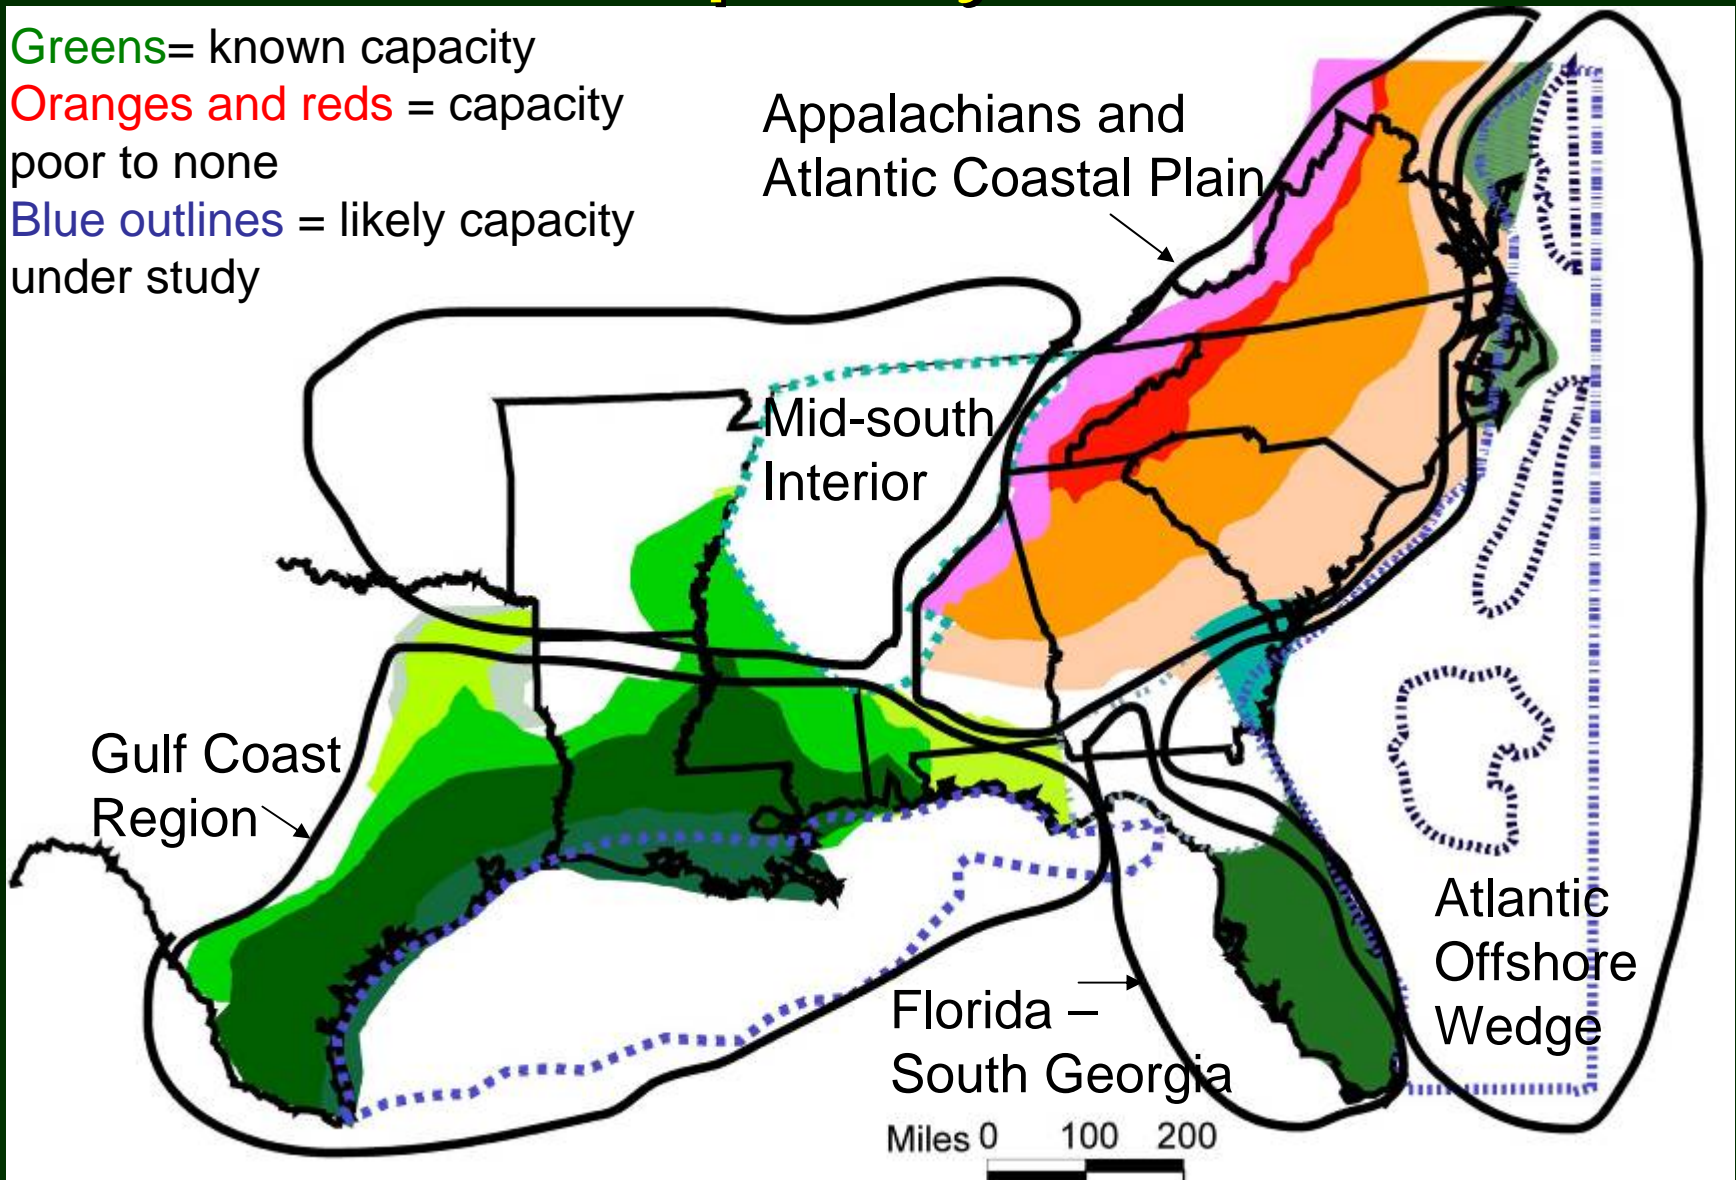 Greens= known capacity
Oranges and reds = capacity
poor to none
Blue outlines = likely capacity
under study
Appalachians and
Atlantic Coastal Plain
Mid-south
Interior
Gulf Coast
Region
Atlantic
Offshore
Wedge
Florida –
South Georgia
Miles 0 100 200